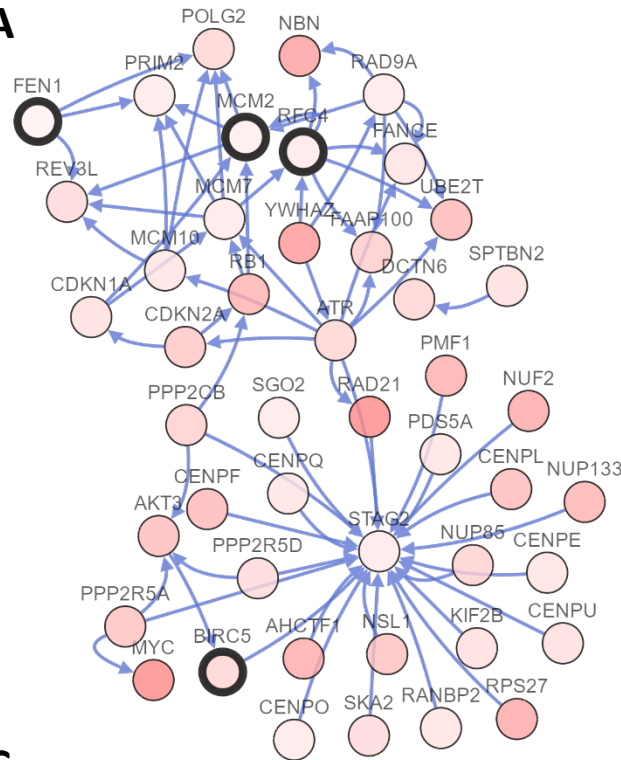 A
POLG2
NBN
PRIM2
RAD9A
FEN1
MCM2
RFC4
FANCE
REV3L
MCM7
UBE2T
YWHAZ
FAAP100
MCM10
RB1
DCTN6
SPTBN2
CDKN1A
CDKN2A
ATR
PMF1
PPP2CB
SGO2
RAD21
NUF2
PDS5A
CENPQ
CENPF
CENPL
NUP133
AKT3
STAG2
PPP2R5D
NUP85
CENPE
PPP2R5A
MYC
BIRC5
AHCTF1
NSL1
KIF2B
CENPU
CENPO
SKA2
RANBP2
RPS27